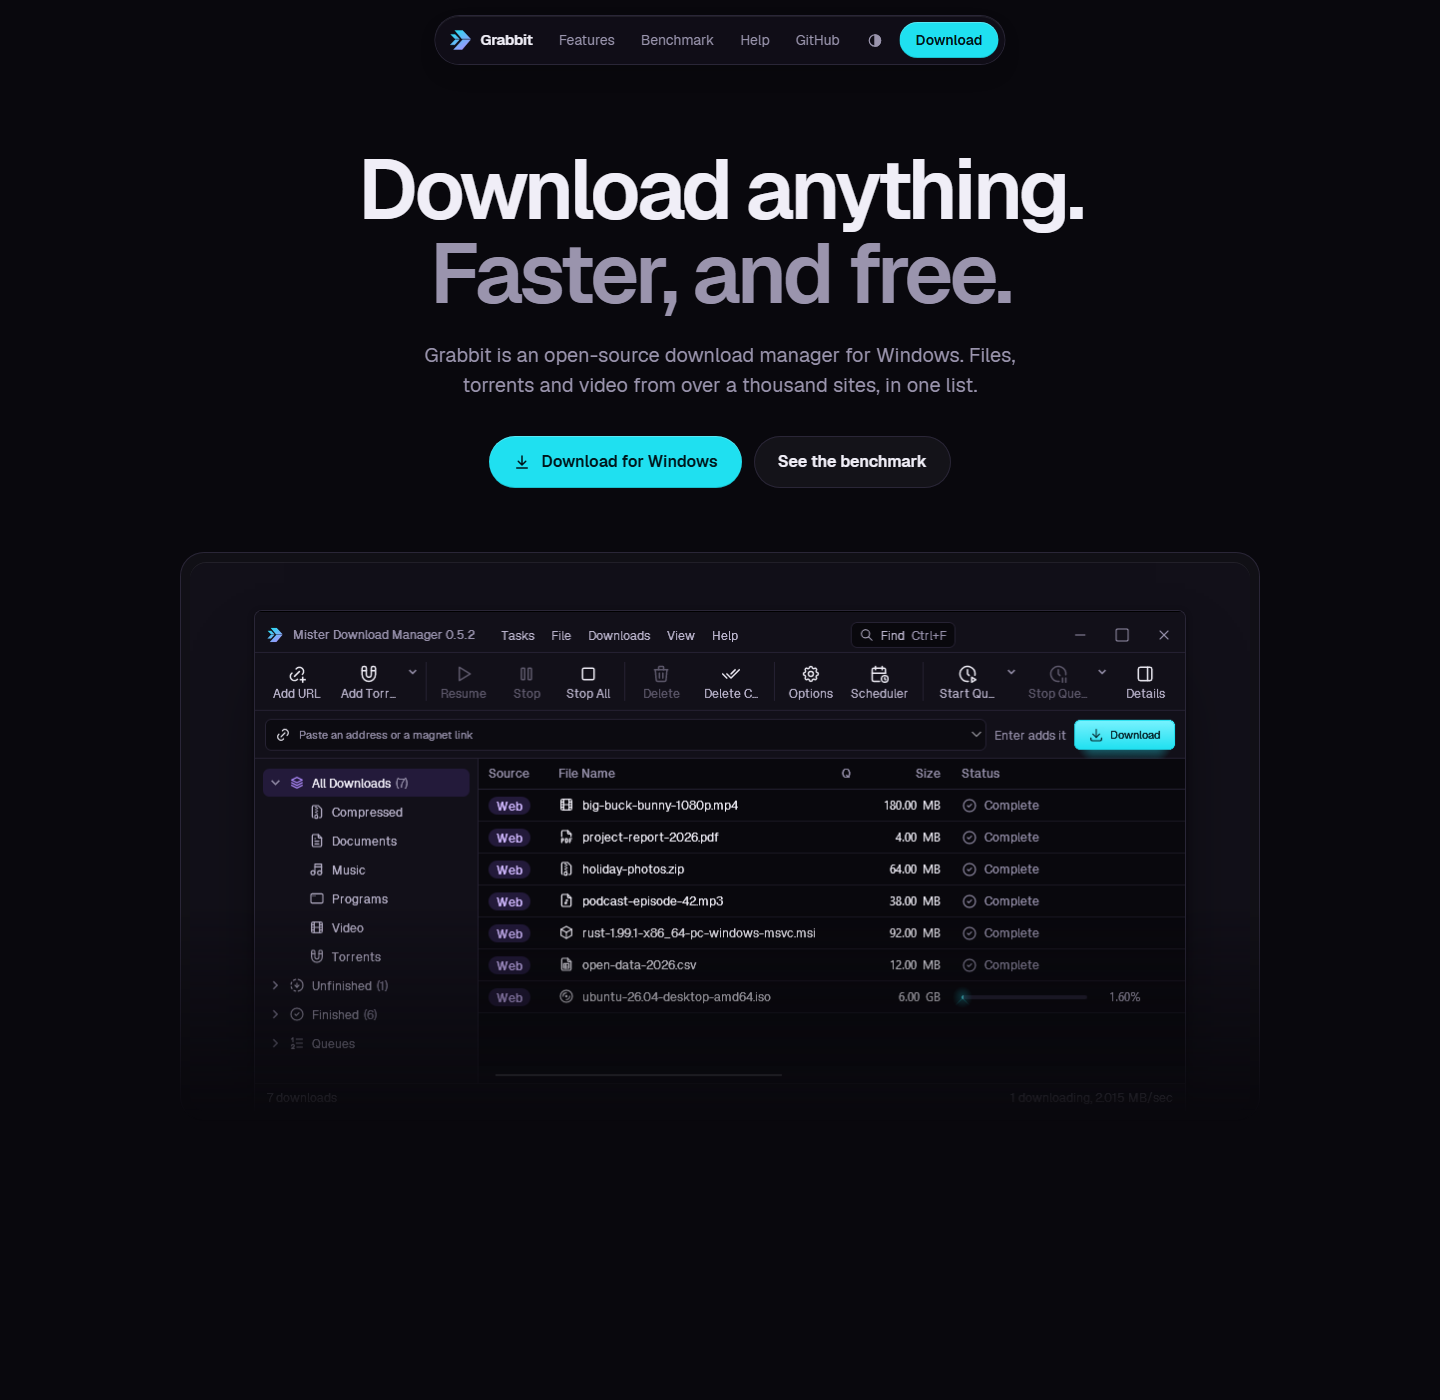 Grabbit Features Benchmark Help GitHub Download
Download anything.
Faster, and free.
Grabbit is an open-source download manager for Windows. Files,
torrents and video from over a thousand sites, in one list.
Download for Windows
See the benchmark
Mister Download Manager 0.5.2 Tasks File Downloads View Help Find Ctrl+F
Add URL Add Torr... Resume Stop Stop All Delete Delete C... Options Scheduler Start Qu... Stop Que... Details
Paste an address or a magnet link Enter adds it Download
All Downloads (7)
Compressed
Documents
Music
Programs
Video
Torrents
Unfinished (1)
Finished (6)
Queues
Source File Name Q Size Status
Web big-buck-bunny-1080p.mp4 180.00 MB Complete
Web project-report-2026.pdf 4.00 MB Complete
Web holiday-photos.zip 64.00 MB Complete
Web podcast-episode-42.mp3 38.00 MB Complete
Web rust-1.99.1-x86_64-pc-windows-msvc.msi 92.00 MB Complete
Web open-data-2026.csv 12.00 MB Complete
Web ubuntu-26.04-desktop-amd64.iso 6.00 GB 1.60%
7 downloads 1 downloading, 2.015 MB/sec